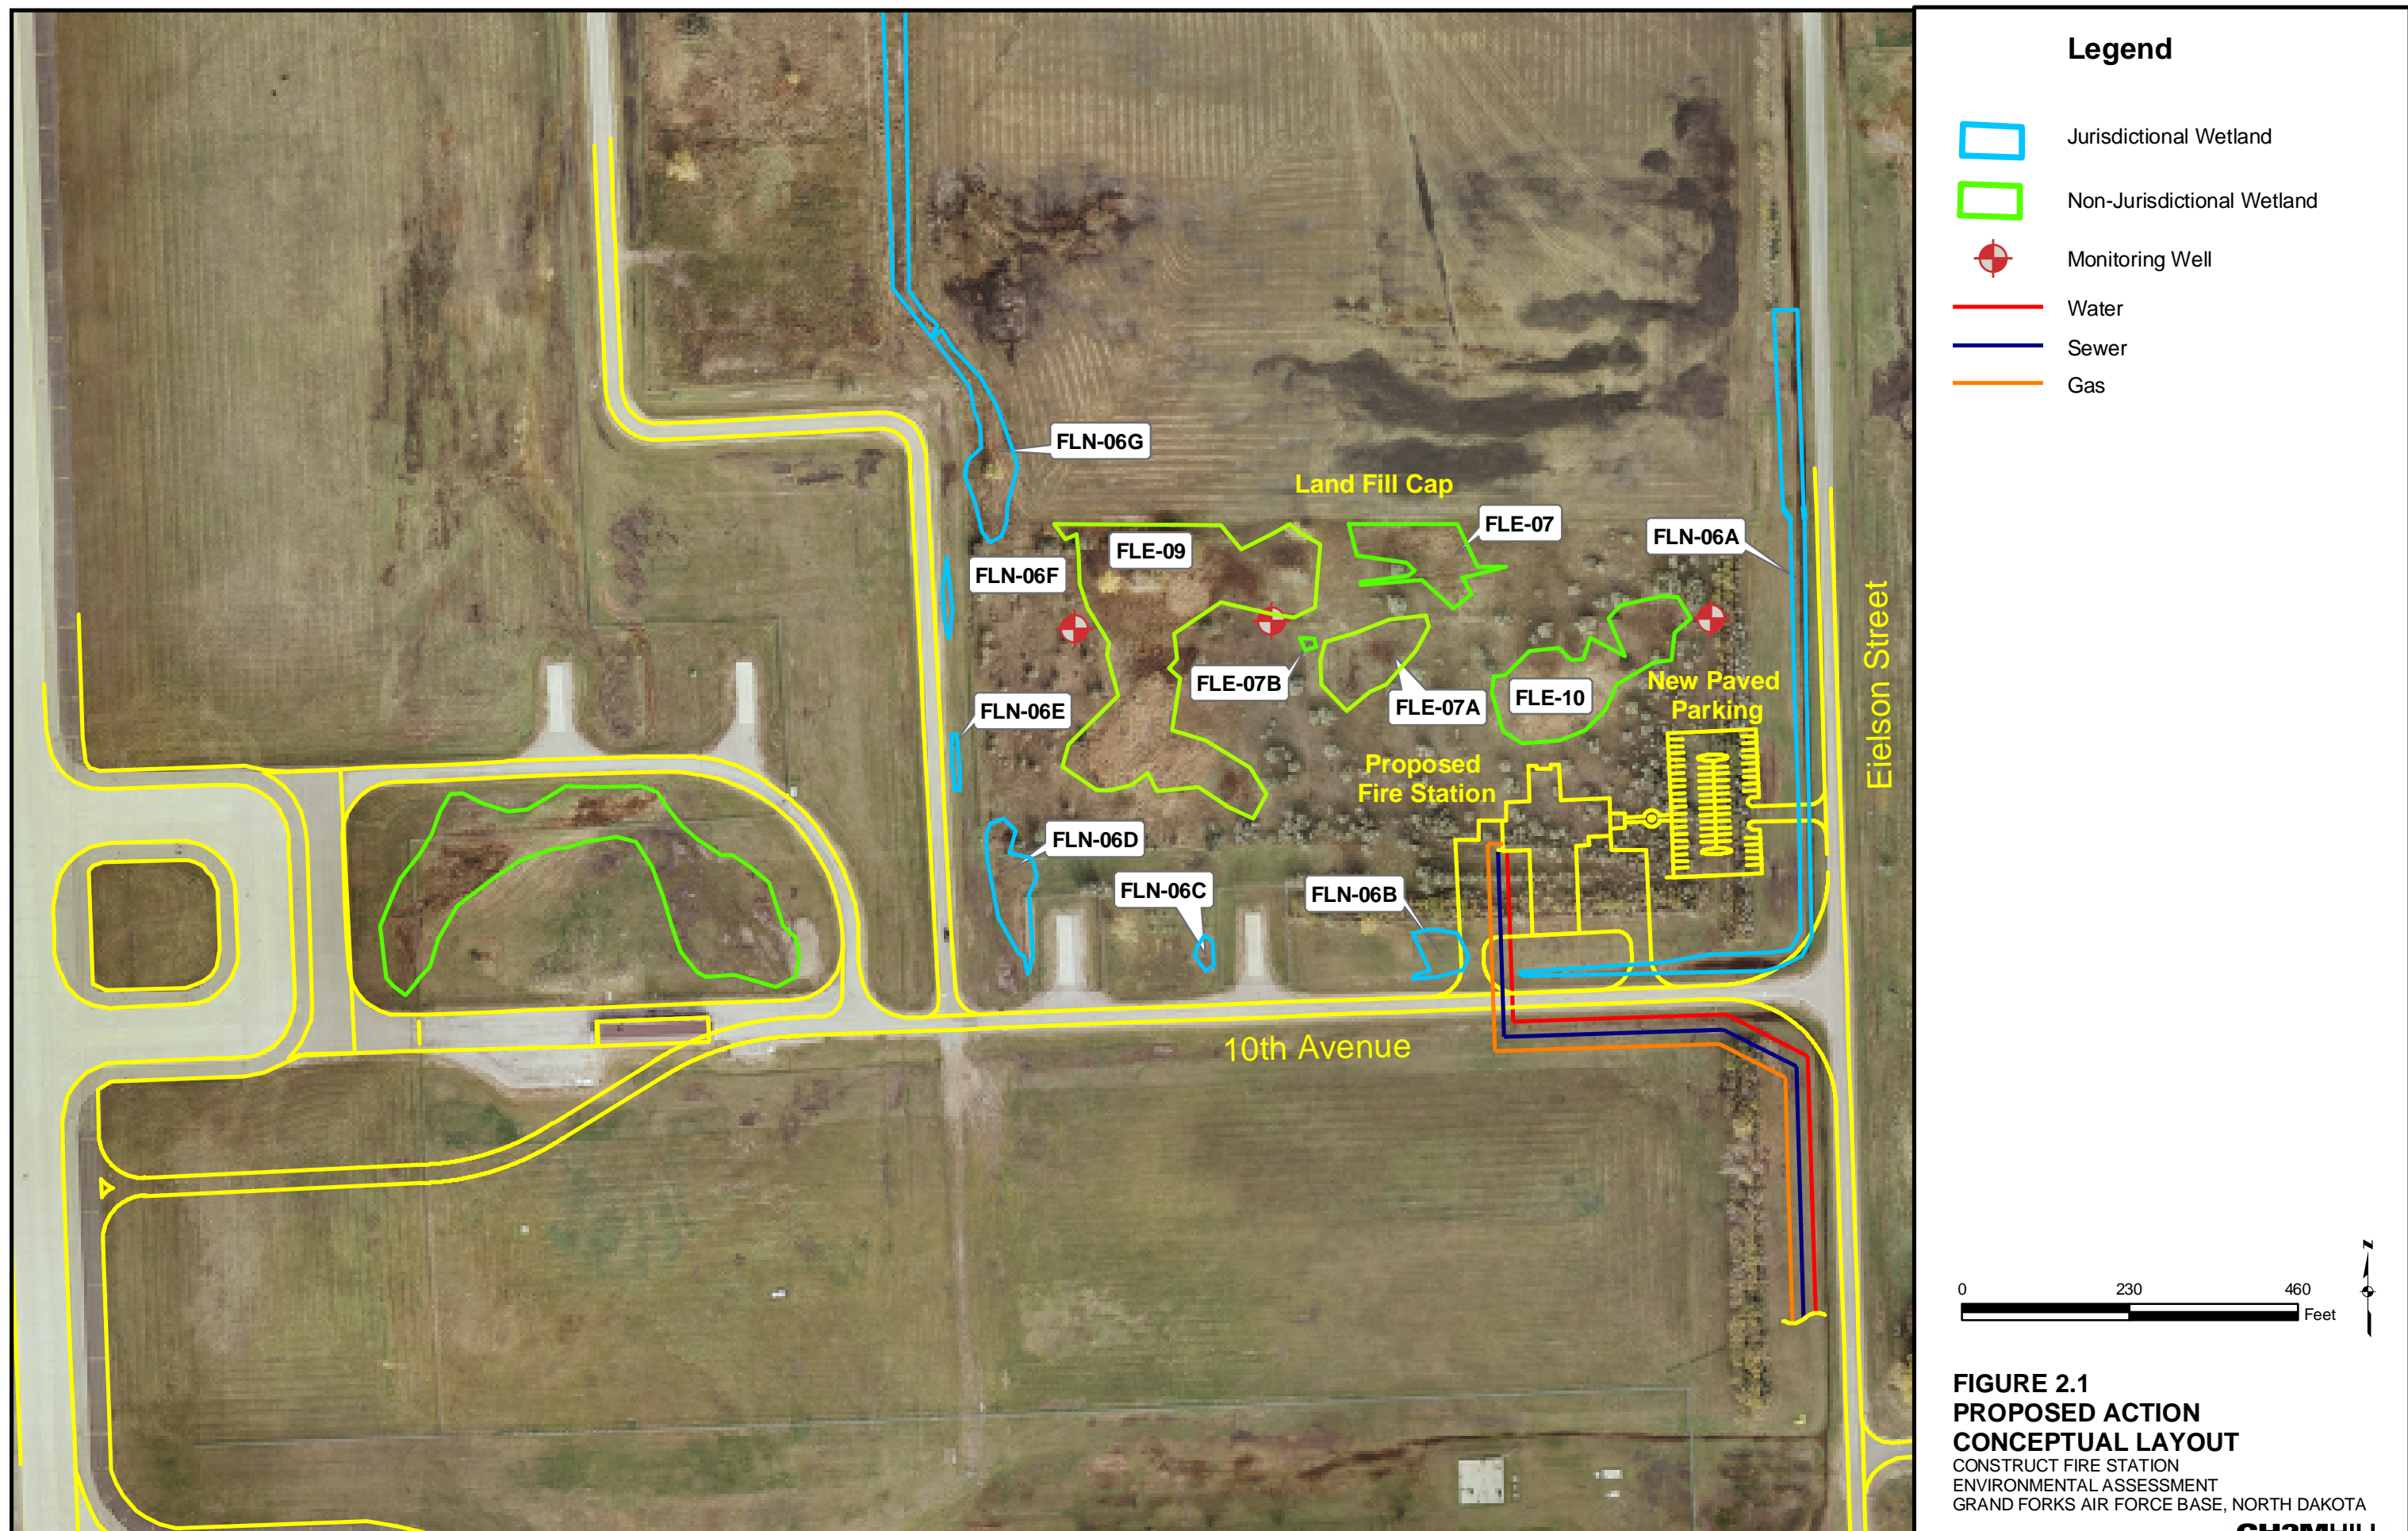 Legend
Jurisdictional Wetland
Non-Jurisdictional Wetland
Monitoring Well
Water
Sewer
Gas
FLN-06G
Land Fill Cap
FLE-07
FLN-06A
FLE-09
FLN-06F
FLE-07B
FLE-07A
FLE-10
New Paved
Parking
Eielson Street
FLN-06E
Proposed
Fire Station
FLN-06D
FLN-06C
FLN-06B
10th Avenue
N
0 230 460
Feet
FIGURE 2.1
PROPOSED ACTION
CONCEPTUAL LAYOUT
CONSTRUCT FIRE STATION
ENVIRONMENTAL ASSESSMENT
GRAND FORKS AIR FORCE BASE, NORTH DAKOTA
CH2MHILL